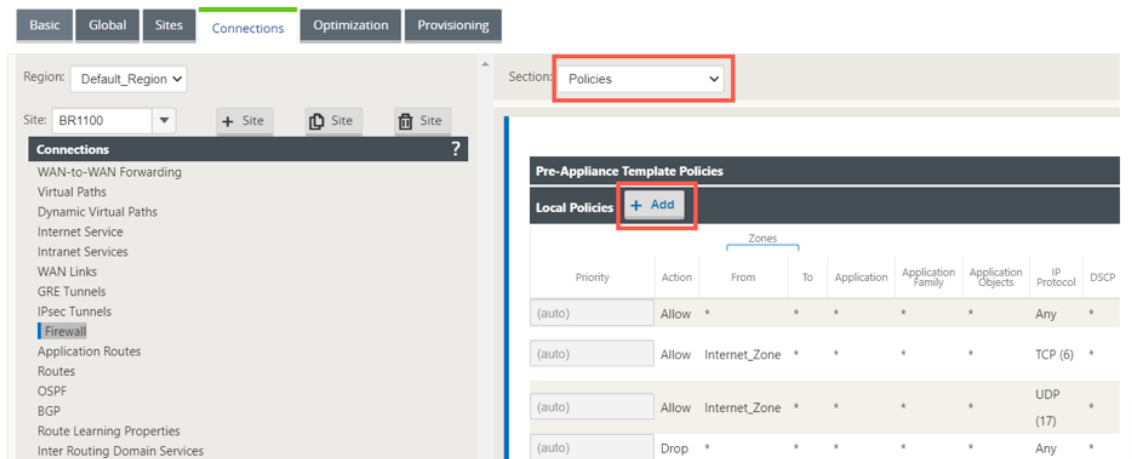 Basic Global Sites Connections Optimization Provisioning
Region: Default_Region
Section: Policies
Site: BR1100 + Site Site Site
Connections ?
WAN-to-WAN Forwarding
Virtual Paths
Dynamic Virtual Paths
Internet Service
Intranet Services
WAN Links
GRE Tunnels
IPsec Tunnels
Firewall
Application Routes
Routes
OSPF
BGP
Route Learning Properties
Inter Routing Domain Services
Pre-Appliance Template Policies
Local Policies + Add
Zones
Priority Action From To Application Application Family Application Objects IP Protocol DSCP
(auto) Allow * * * * * Any *
(auto) Allow Internet_Zone * * * * TCP (6) *
(auto) Allow Internet_Zone * * * * UDP (17) *
(auto) Drop * * * * * Any *